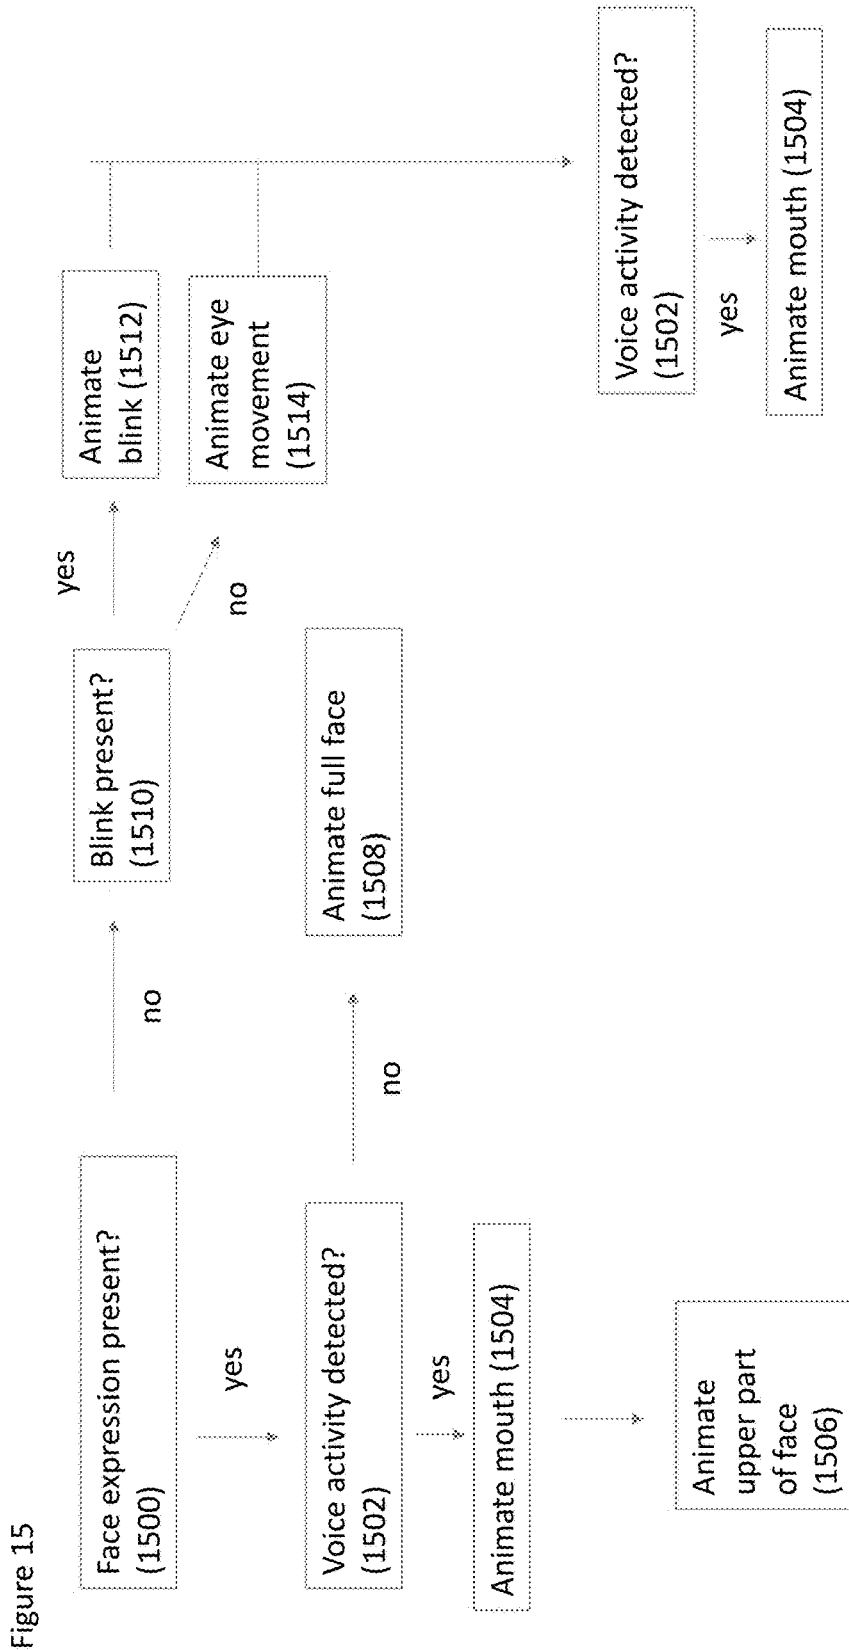 Figure 15
Face expression present?
(1500)
no
Blink present?
(1510)
yes
Animate
blink (1512)
no
Animate eye
movement
(1514)
yes
Voice activity detected?
(1502)
no
Animate full face
(1508)
yes
Animate mouth (1504)
Animate
upper part
of face
(1506)
Voice activity detected?
(1502)
yes
Animate mouth (1504)